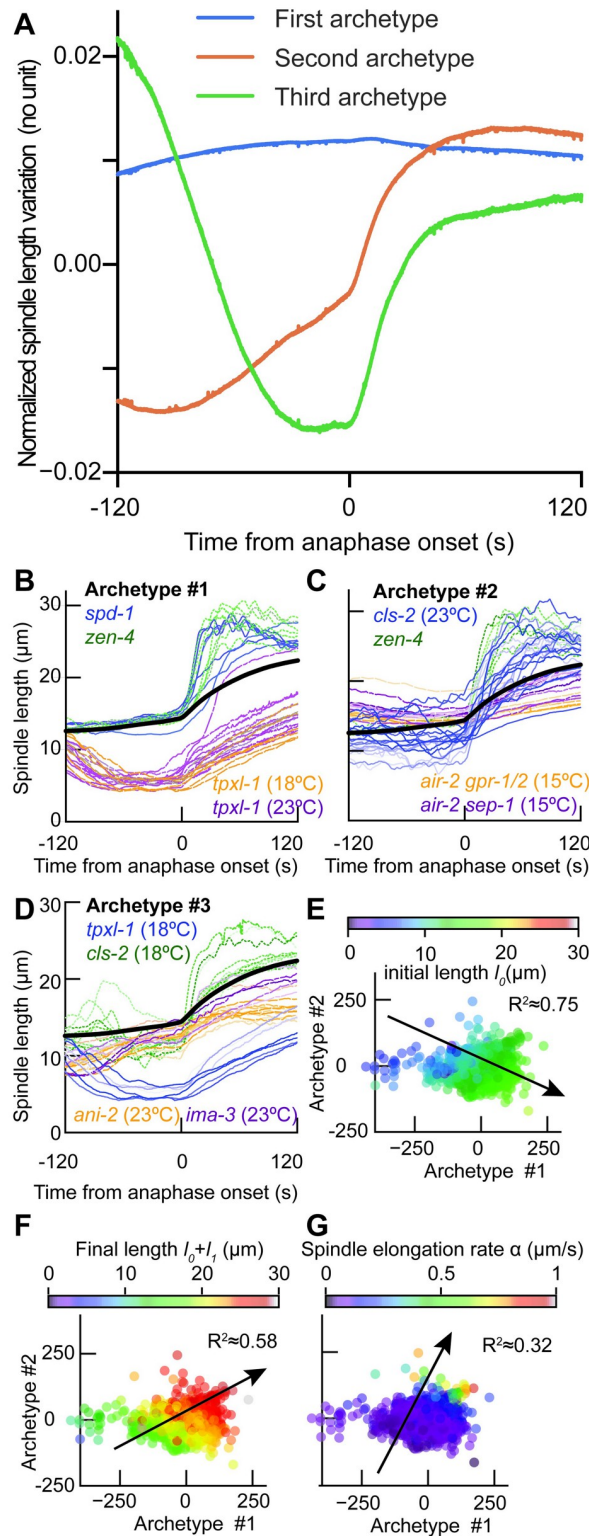 A
First archetype
Second archetype
Third archetype
Normalized spindle length variation (no unit)
0.02
0.00
−0.02
-120
0
120
Time from anaphase onset (s)
B
Archetype #1
spd-1
zen-4
Spindle length (µm)
30
20
10
0
tpxl-1 (18ºC)
tpxl-1 (23ºC)
-120
0
120
Time from anaphase onset (s)
C
Archetype #2
cls-2 (23ºC)
zen-4
air-2 gpr-1/2 (15ºC)
air-2 sep-1 (15ºC)
-120
0
120
Time from anaphase onset (s)
D
Archetype #3
tpxl-1 (18ºC)
cls-2 (18ºC)
Spindle length (µm)
30
20
10
0
ani-2 (23ºC)
ima-3 (23ºC)
-120
0
120
Time from anaphase onset (s)
E
0
10
20
30
initial length l0(µm)
R²≈0.75
Archetype #2
250
0
-250
−250
0
250
Archetype #1
F
Final length l0+l1 (µm)
0
10
20
30
R²≈0.58
Archetype #2
250
0
-250
−250
0
250
Archetype #1
G
Spindle elongation rate α (µm/s)
0
0.5
1
R²≈0.32
−250
0
250
Archetype #1